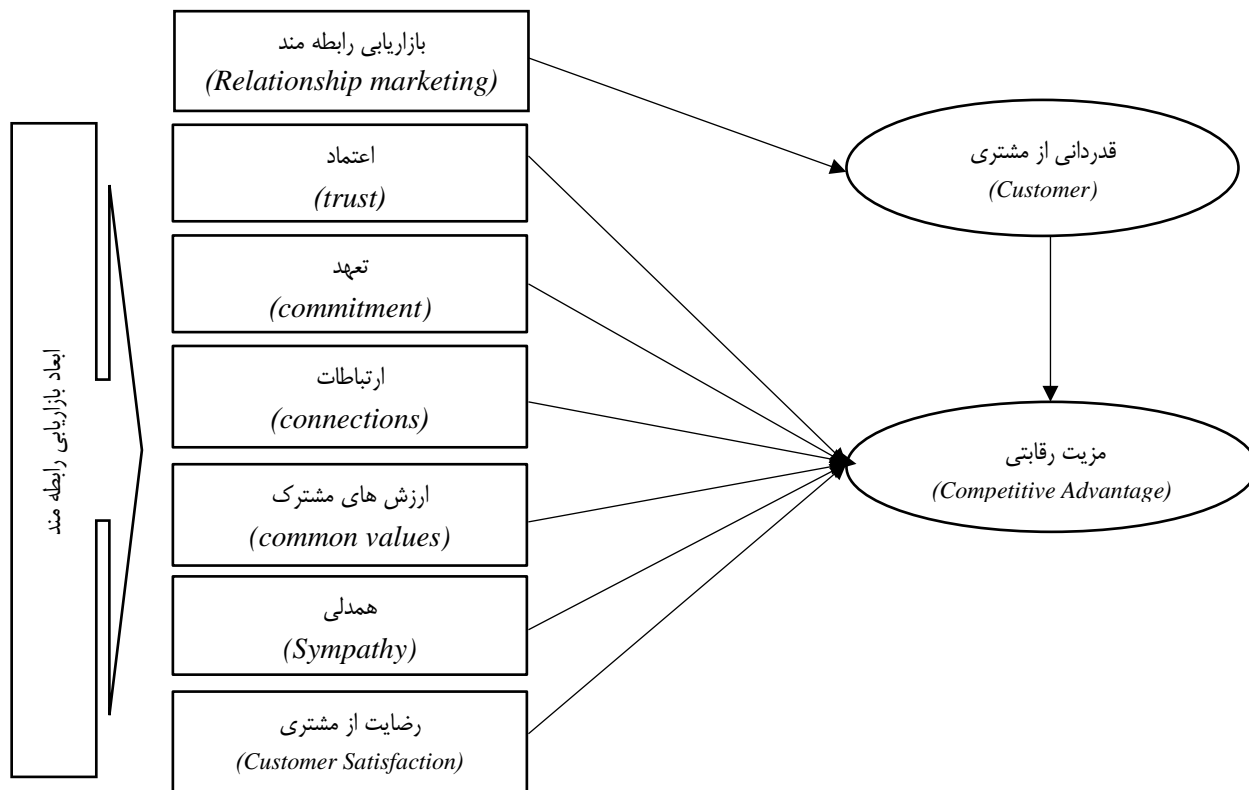 بازاریابی رابطه مند
(Relationship marketing)
اعتماد
(trust)
تعهد
(commitment)
ارتباطات
(connections)
ارزش های مشترک
(common values)
همدلی
(Sympathy)
رضایت از مشتری
(Customer Satisfaction)
ابعاد بازاریابی رابطه مند
قدردانی از مشتری
(Customer)
مزیت رقابتی
(Competitive Advantage)